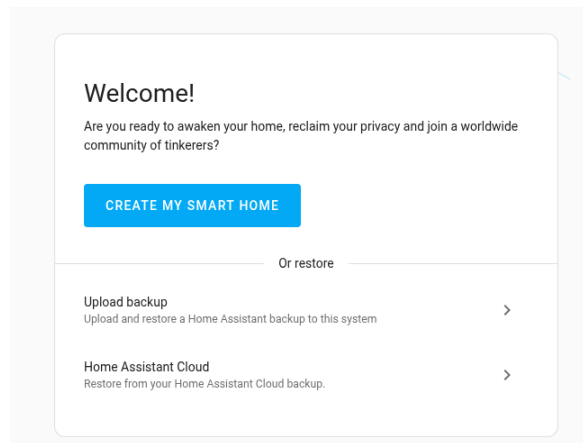 Welcome!
Are you ready to awaken your home, reclaim your privacy and join a worldwide
community of tinkerers?
CREATE MY SMART HOME
Or restore
Upload backup
Upload and restore a Home Assistant backup to this system
Home Assistant Cloud
Restore from your Home Assistant Cloud backup.